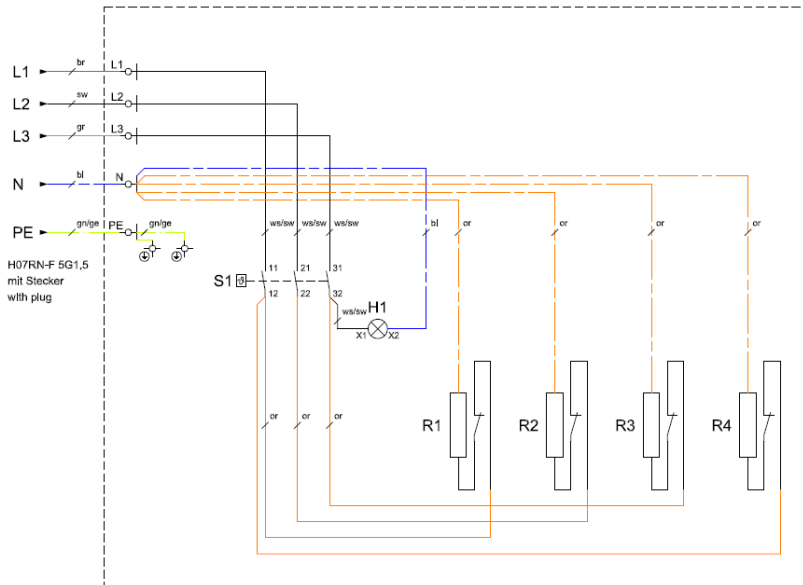 L1 br L1
L2 sw L2
L3 gr L3
N bl N
PE gn/ge PE gn/ge
H07RN-F 5G1,5
mit Stecker
with plug
ws/sw ws/sw ws/sw bl or or or or
S1 11 21 31
12 22 32
ws/sw H1
X1 X2
or or or
R1 R2 R3 R4